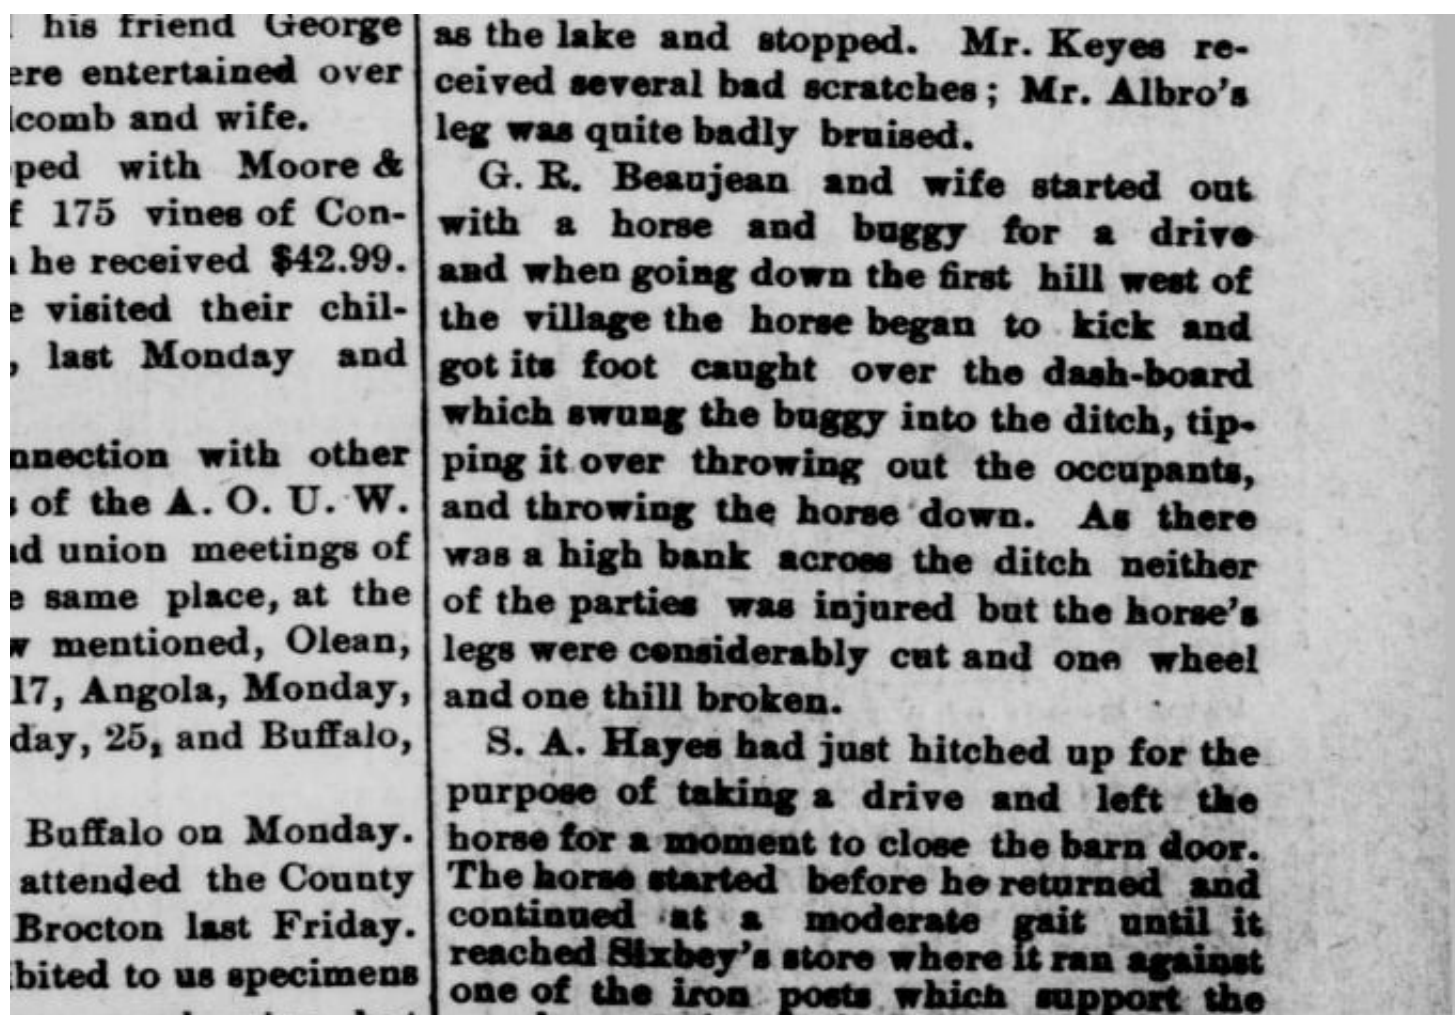 his friend George
ere entertained over
lcomb and wife.
ped with Moore &
f 175 vines of Con-
he received $42.99.
e visited their chil-
, last Monday and
nnection with other
s of the A. O. U. W.
d union meetings of
e same place, at the
w mentioned, Olean,
17, Angola, Monday,
day, 25, and Buffalo,
Buffalo on Monday.
attended the County
Brocton last Friday.
bited to us specimens
as the lake and stopped. Mr. Keyes re-
ceived several bad scratches; Mr. Albro's
leg was quite badly bruised.
G. R. Beaujean and wife started out
with a horse and buggy for a drive
and when going down the first hill west of
the village the horse began to kick and
got its foot caught over the dash-board
which swung the buggy into the ditch, tip-
ping it over throwing out the occupants,
and throwing the horse down. As there
was a high bank across the ditch neither
of the parties was injured but the horse's
legs were considerably cut and one wheel
and one thill broken.
S. A. Hayes had just hitched up for the
purpose of taking a drive and left the
horse for a moment to close the barn door.
The horse started before he returned and
continued at a moderate gait until it
reached Sixbey's store where it ran against
one of the iron posts which support the